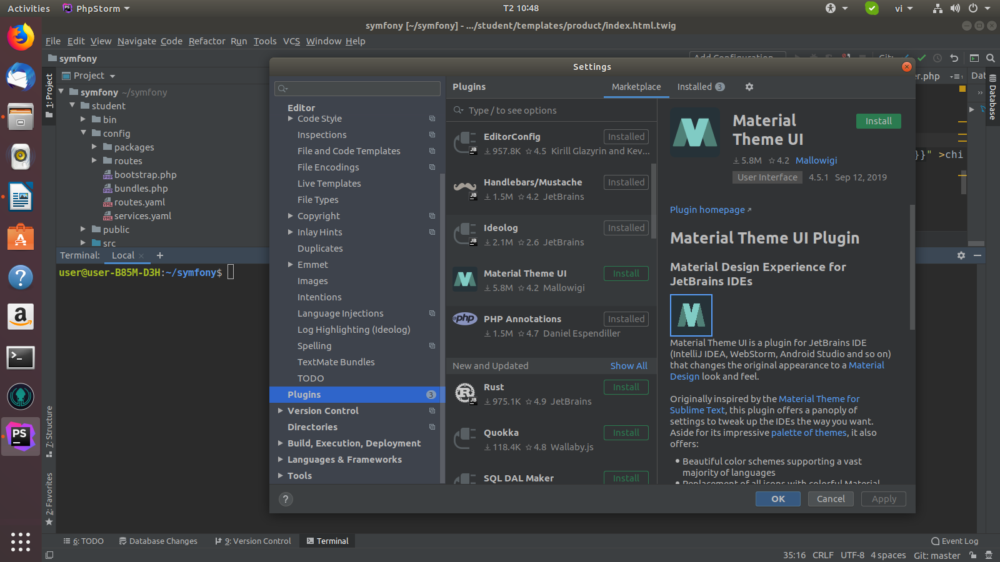 Activities
PhpStorm
T2 10:48
vi
symfony [~/symfony] - .../student/templates/product/index.html.twig
File Edit View Navigate Code Refactor Run Tools VCS Window Help
symfony
1: Project
Project
symfony ~/symfony
student
bin
config
packages
routes
bootstrap.php
bundles.php
routes.yaml
services.yaml
public
src
Terminal: Local × +
user@user-B85M-D3H:~/symfony$
7: Structure
2: Favorites
Settings
Editor
Code Style
Inspections
File and Code Templates
File Encodings
Live Templates
File Types
Copyright
Inlay Hints
Duplicates
Emmet
Images
Intentions
Language Injections
Log Highlighting (Ideolog)
Spelling
TextMate Bundles
TODO
Plugins 3
Version Control
Directories
Build, Execution, Deployment
Languages & Frameworks
Tools
Plugins
Marketplace
Installed 3
Type / to see options
EditorConfig Installed
957.8K 4.5 Kirill Glazyrin and Kev...
Handlebars/Mustache Installed
1.5M 4.2 JetBrains
Ideolog Installed
2.1M 2.6 JetBrains
Material Theme UI Install
5.8M 4.2 Mallowigi
php
PHP Annotations Installed
1.5M 4.7 Daniel Espendiller
New and Updated Show All
Rust Install
975.1K 4.9 JetBrains
Quokka Install
118.4K 4.8 Wallaby.js
SQL DAL Maker Install
Material
Theme UI
Install
5.8M 4.2 Mallowigi
User Interface 4.5.1 Sep 12, 2019
Plugin homepage
Material Theme UI Plugin
Material Design Experience for
JetBrains IDEs
Material Theme UI is a plugin for JetBrains IDE
(IntelliJ IDEA, WebStorm, Android Studio and so on)
that changes the original appearance to a Material
Design look and feel.
Originally inspired by the Material Theme for
Sublime Text, this plugin offers a panoply of
settings to tweak up the IDEs the way you want.
Aside for its impressive palette of themes, it also
offers:
Beautiful color schemes supporting a vast
majority of languages
Replacement of all icons with colorful Material
? OK Cancel Apply
er.php
Dat
}}" >chi
Database
6: TODO
Database Changes
9: Version Control
Terminal
Event Log
35:16 CRLF UTF-8 4 spaces Git: master